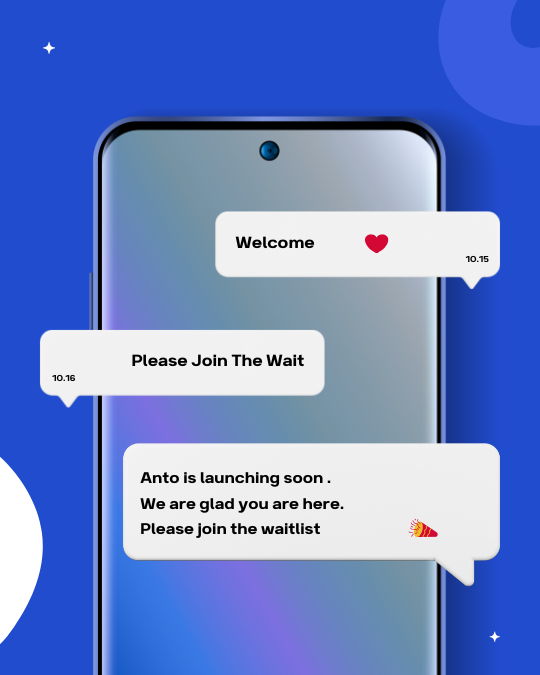 Welcome ❤️
10.15
Please Join The Wait
10.16
Anto is launching soon .
We are glad you are here.
Please join the waitlist 🎉